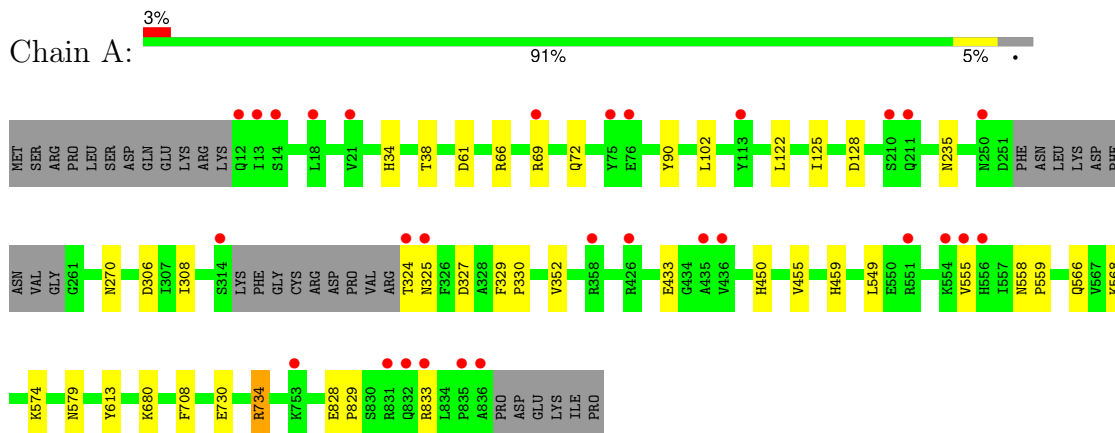 3%
Chain A:
91% 5% •
MET SER ARG PRO LEU SER ASP GLN GLU LYS ARG LYS Q12 I13 S14 L18 V21 H34 T38 D61 R66 R69 Q72 Y75 E76 Y90 L102 Y113 L122 I125 D128 S210 Q211 N235 N250 D251 PHE ASN LEU LYS ASP PHE
ASN VAL GLY G261 N270 D306 I307 I308 S314 LYS PHE GLY CYS ARG ASP PRO VAL ARG T324 N325 F326 D327 A328 F329 P330 V352 R358 R426 E433 G434 A435 V436 H450 V455 H459 L549 E550 R551 K554 V555 H556 I557 N558 P559 Q566 V567 K568
K574 N579 Y613 K680 F708 E730 R734 K753 E828 P829 S830 R831 Q832 R833 L834 P835 A836 PRO ASP GLU LYS ILE PRO